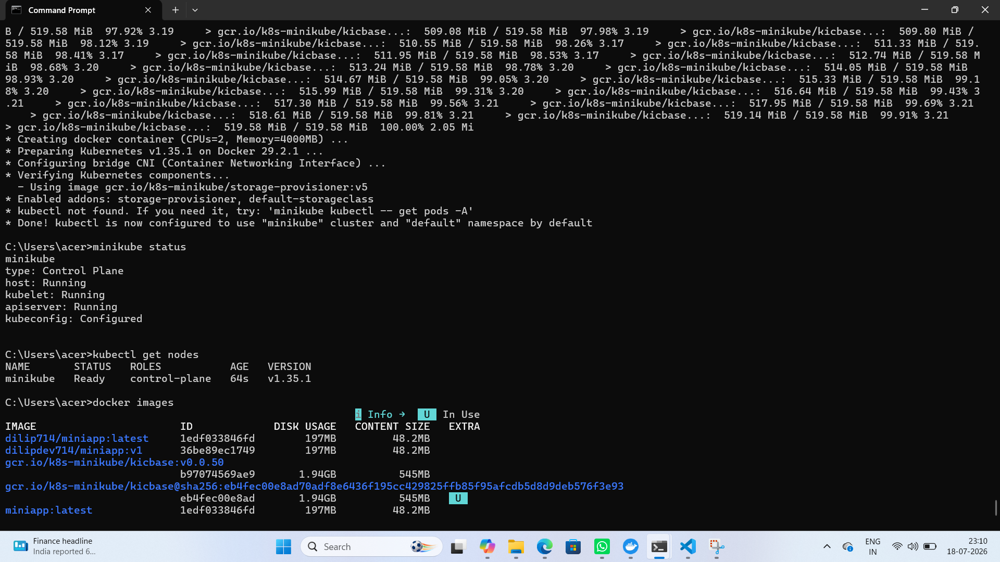 Command Prompt
B / 519.58 MiB  97.92% 3.19     > gcr.io/k8s-minikube/kicbase...:  509.08 MiB / 519.58 MiB  97.98% 3.19     > gcr.io/k8s-minikube/kicbase...:  509.80 MiB /
519.58 MiB  98.12% 3.19     > gcr.io/k8s-minikube/kicbase...:  510.55 MiB / 519.58 MiB  98.26% 3.17     > gcr.io/k8s-minikube/kicbase...:  511.33 MiB / 519.
58 MiB  98.41% 3.17     > gcr.io/k8s-minikube/kicbase...:  511.95 MiB / 519.58 MiB  98.53% 3.17     > gcr.io/k8s-minikube/kicbase...:  512.74 MiB / 519.58 M
iB  98.68% 3.20     > gcr.io/k8s-minikube/kicbase...:  513.24 MiB / 519.58 MiB  98.78% 3.20     > gcr.io/k8s-minikube/kicbase...:  514.05 MiB / 519.58 MiB
98.93% 3.20     > gcr.io/k8s-minikube/kicbase...:  514.67 MiB / 519.58 MiB  99.05% 3.20     > gcr.io/k8s-minikube/kicbase...:  515.33 MiB / 519.58 MiB  99.1
8% 3.20     > gcr.io/k8s-minikube/kicbase...:  515.99 MiB / 519.58 MiB  99.31% 3.20     > gcr.io/k8s-minikube/kicbase...:  516.64 MiB / 519.58 MiB  99.43% 3
.21     > gcr.io/k8s-minikube/kicbase...:  517.30 MiB / 519.58 MiB  99.56% 3.21     > gcr.io/k8s-minikube/kicbase...:  517.95 MiB / 519.58 MiB  99.69% 3.21
    > gcr.io/k8s-minikube/kicbase...:  518.61 MiB / 519.58 MiB  99.81% 3.21     > gcr.io/k8s-minikube/kicbase...:  519.14 MiB / 519.58 MiB  99.91% 3.21
> gcr.io/k8s-minikube/kicbase...:  519.58 MiB / 519.58 MiB  100.00% 2.05 Mi
* Creating docker container (CPUs=2, Memory=4000MB) ...
* Preparing Kubernetes v1.35.1 on Docker 29.2.1 ...
* Configuring bridge CNI (Container Networking Interface) ...
* Verifying Kubernetes components...
  - Using image gcr.io/k8s-minikube/storage-provisioner:v5
* Enabled addons: storage-provisioner, default-storageclass
* kubectl not found. If you need it, try: 'minikube kubectl -- get pods -A'
* Done! kubectl is now configured to use "minikube" cluster and "default" namespace by default
C:\Users\acer>minikube status
minikube
type: Control Plane
host: Running
kubelet: Running
apiserver: Running
kubeconfig: Configured
C:\Users\acer>kubectl get nodes
NAME       STATUS   ROLES           AGE   VERSION
minikube   Ready    control-plane   64s   v1.35.1
C:\Users\acer>docker images
i Info → U In Use
IMAGE                       ID             DISK USAGE   CONTENT SIZE   EXTRA
dilip714/miniapp:latest     1edf033846fd        197MB         48.2MB
dilipdev714/miniapp:v1      36be89ec1749        197MB         48.2MB
gcr.io/k8s-minikube/kicbase:v0.0.50
                            b97074569ae9       1.94GB          545MB
gcr.io/k8s-minikube/kicbase@sha256:eb4fec00e8ad70adf8e6436f195cc429825ffb85f95afcdb5d8d9deb576f3e93
                            eb4fec00e8ad       1.94GB          545MB    U
miniapp:latest              1edf033846fd        197MB         48.2MB
Finance headline
India reported 6...
Search
ENG
IN
23:10
18-07-2026